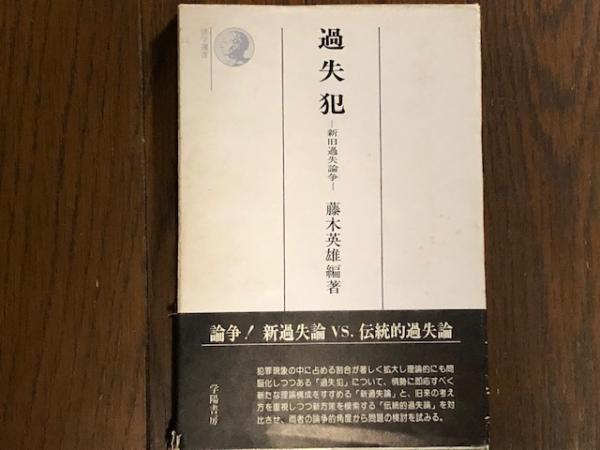 法学選書
過失犯
―新旧過失論争―
藤木英雄編著
論争！新過失論 VS. 伝統的過失論
犯罪現象の中に占める割合が著しく拡大し理論的にも問
題化しつつある「過失犯」について、情勢に即応すべく
新たな理論構成をすすめる「新過失論」と、旧来の考え
方を重視しつつ新方策を模索する「伝統的過失論」を対
比させ、両者の論争的角度から問題の検討を試みる。
学陽書房